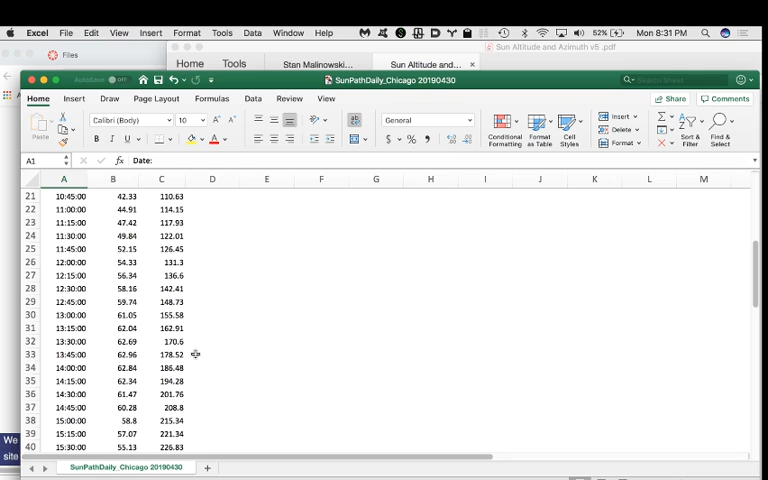 Excel File Edit View Insert Format Tools Data Window Help 52% Mon 8:31 PM
Files
Sun Altitude and Azimuth v5 .pdf
Home Tools Stan Malinowski... Sun Altitude and... ×
AutoSave OFF SunPathDaily_Chicago 20190430 Search Sheet
Home Insert Draw Page Layout Formulas Data Review View Share Comments
Paste Calibri (Body) 10 A^ A˅ ab General Conditional Formatting Format as Table Cell Styles Insert Delete Format Sort & Filter Find & Select
B I U A $ % ,
A1 fx Date:
A B C D E F G H I J K L M
21 10:45:00 42.33 110.63
22 11:00:00 44.91 114.15
23 11:15:00 47.42 117.93
24 11:30:00 49.84 122.01
25 11:45:00 52.15 126.45
26 12:00:00 54.33 131.3
27 12:15:00 56.34 136.6
28 12:30:00 58.16 142.41
29 12:45:00 59.74 148.73
30 13:00:00 61.05 155.58
31 13:15:00 62.04 162.91
32 13:30:00 62.69 170.6
33 13:45:00 62.96 178.52
34 14:00:00 62.84 186.48
35 14:15:00 62.34 194.28
36 14:30:00 61.47 201.76
37 14:45:00 60.28 208.8
38 15:00:00 58.8 215.34
39 15:15:00 57.07 221.34
40 15:30:00 55.13 226.83
We
site
SunPathDaily_Chicago 20190430 +